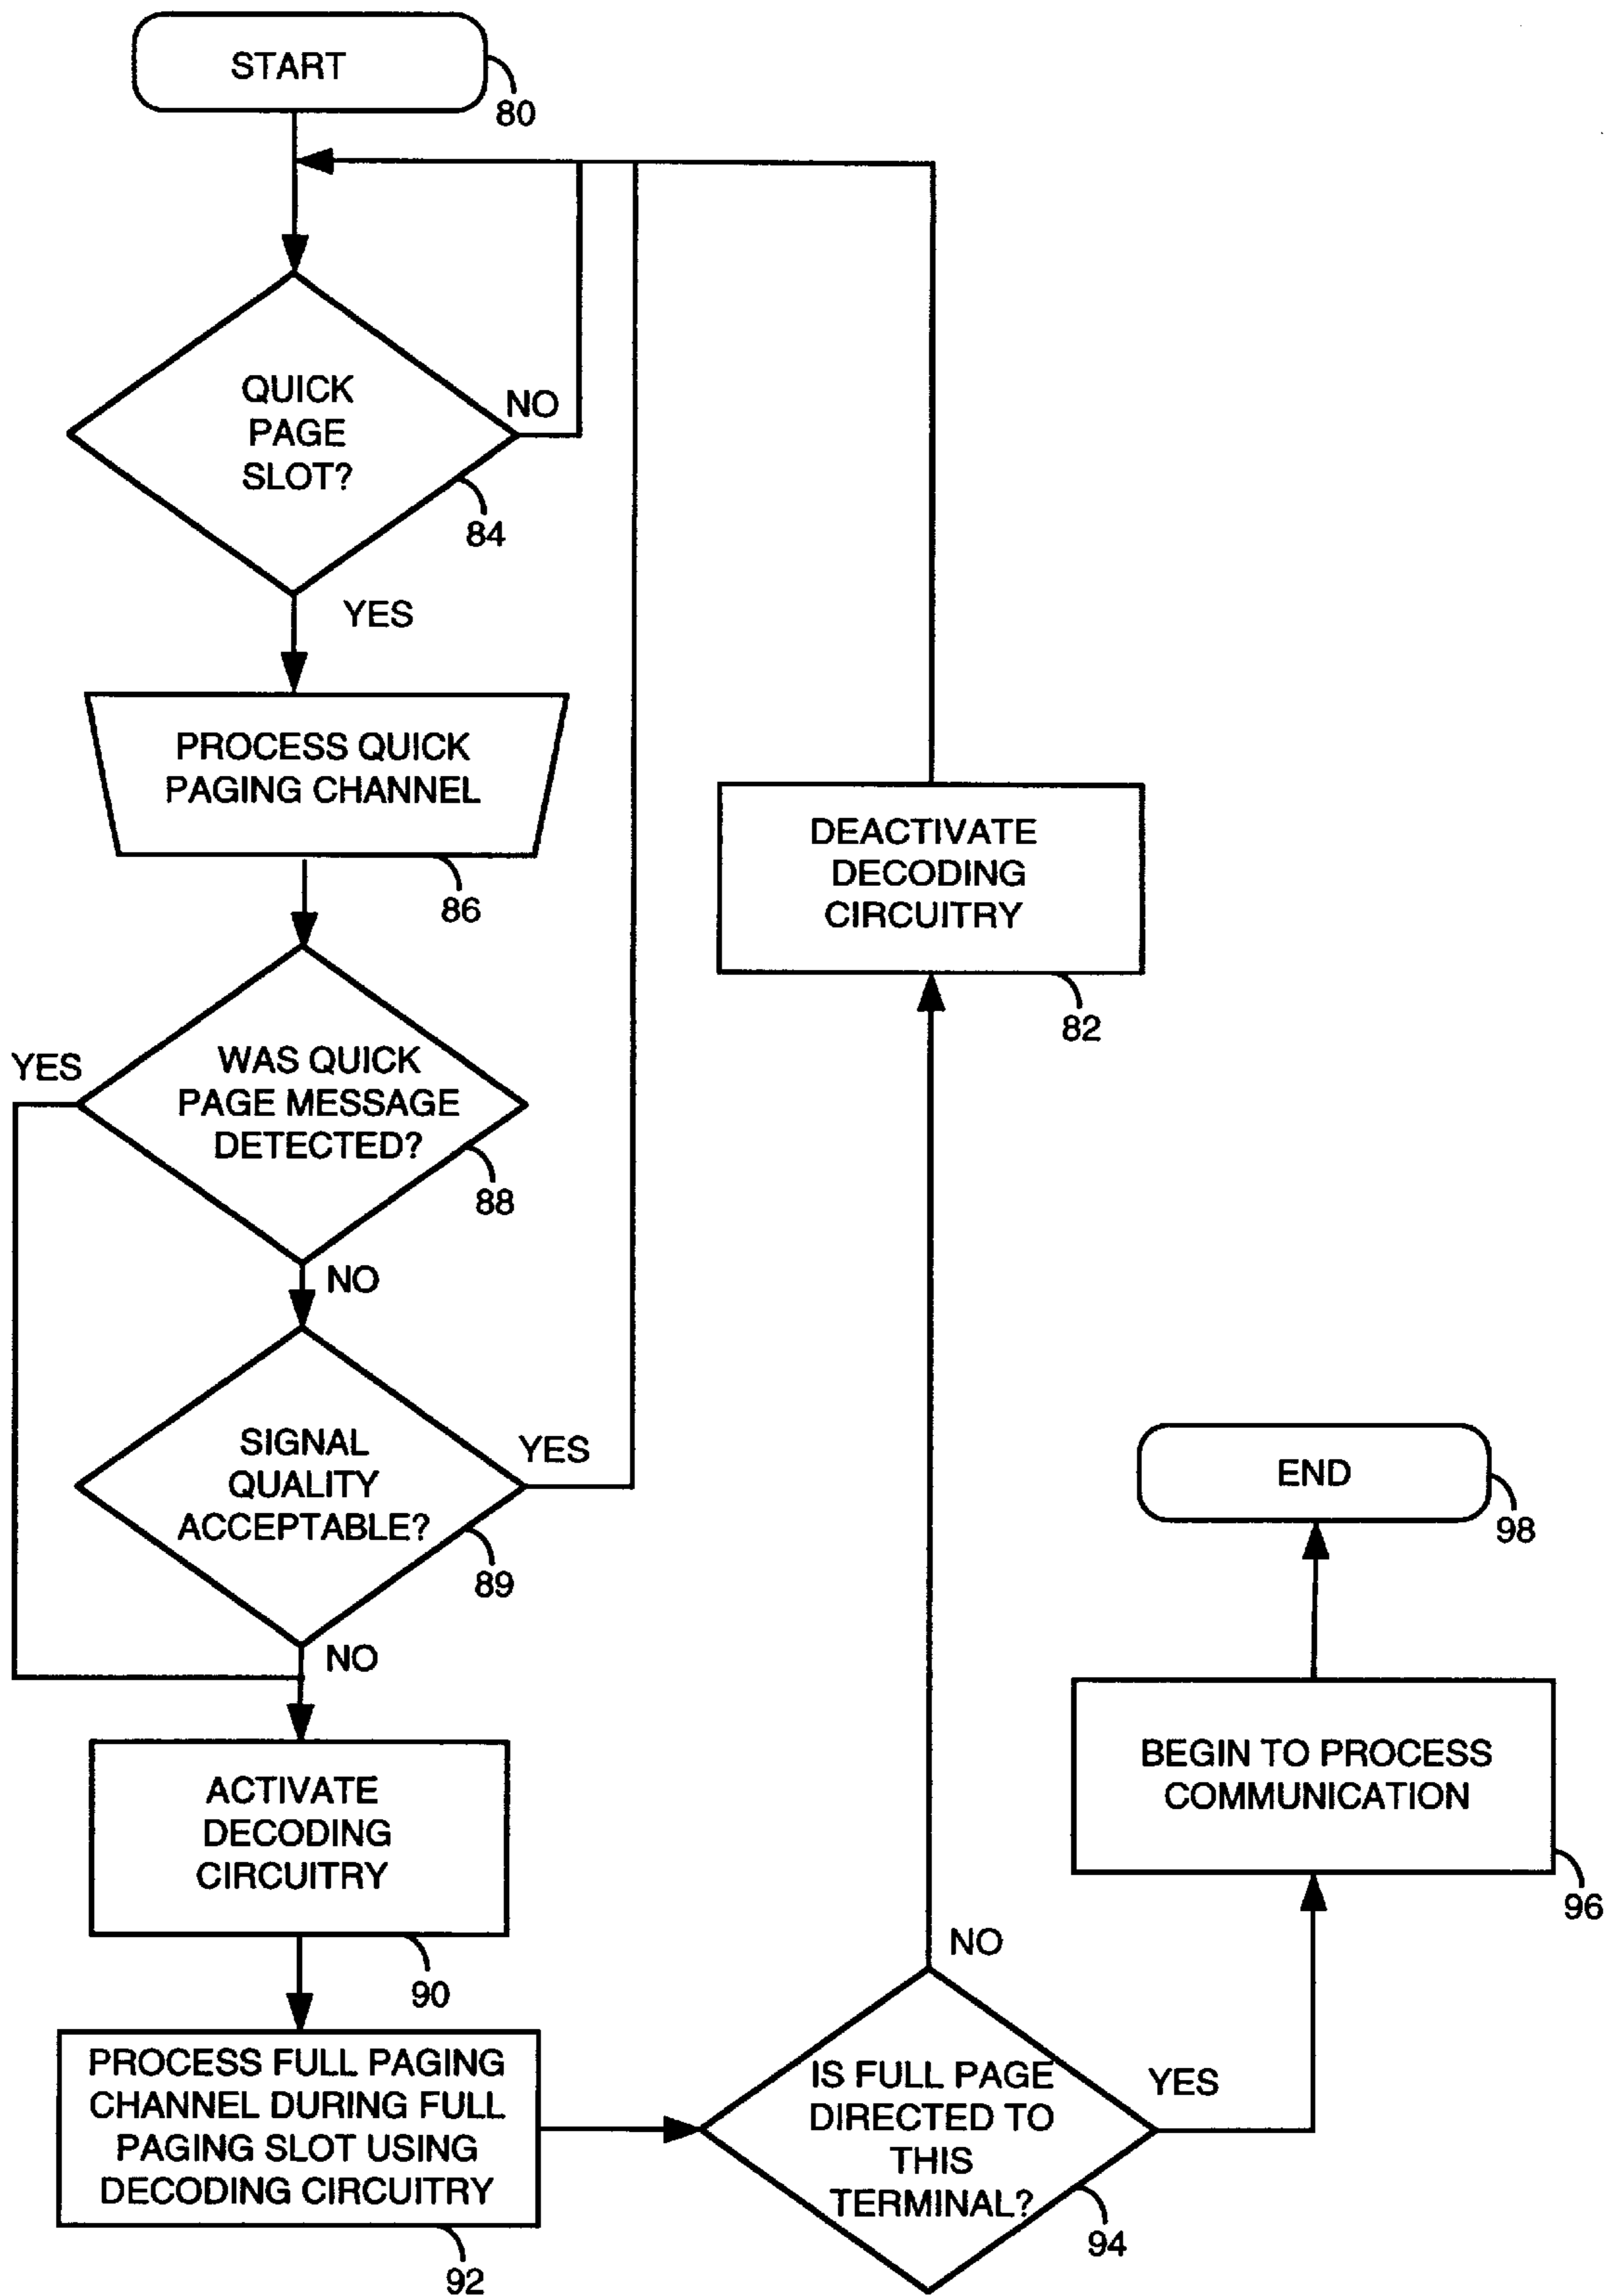 START
80
QUICK
PAGE
SLOT?
NO
84
YES
PROCESS QUICK
PAGING CHANNEL
86
WAS QUICK
PAGE MESSAGE
DETECTED?
YES
88
NO
SIGNAL
QUALITY
ACCEPTABLE?
YES
89
NO
ACTIVATE
DECODING
CIRCUITRY
90
PROCESS FULL PAGING
CHANNEL DURING FULL
PAGING SLOT USING
DECODING CIRCUITRY
92
IS FULL PAGE
DIRECTED TO
THIS
TERMINAL?
94
NO
DEACTIVATE
DECODING
CIRCUITRY
82
YES
BEGIN TO PROCESS
COMMUNICATION
96
END
98